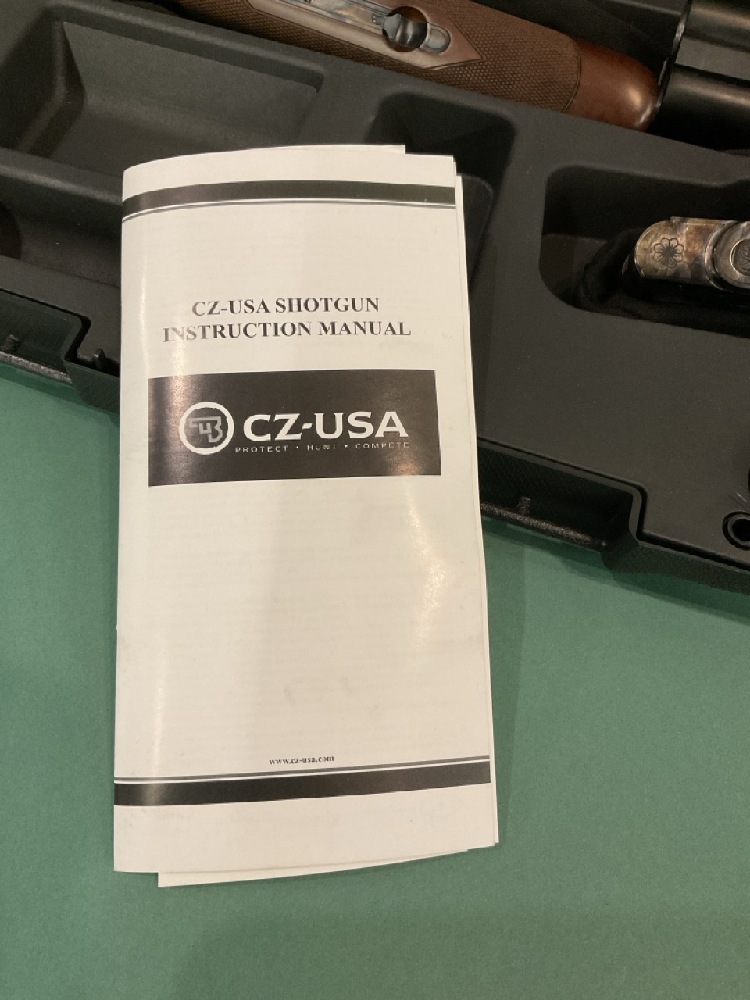 CZ-USA SHOTGUN
INSTRUCTION MANUAL
CZ-USA
PROTECT • HUNT • COMPETE
www.cz-usa.com